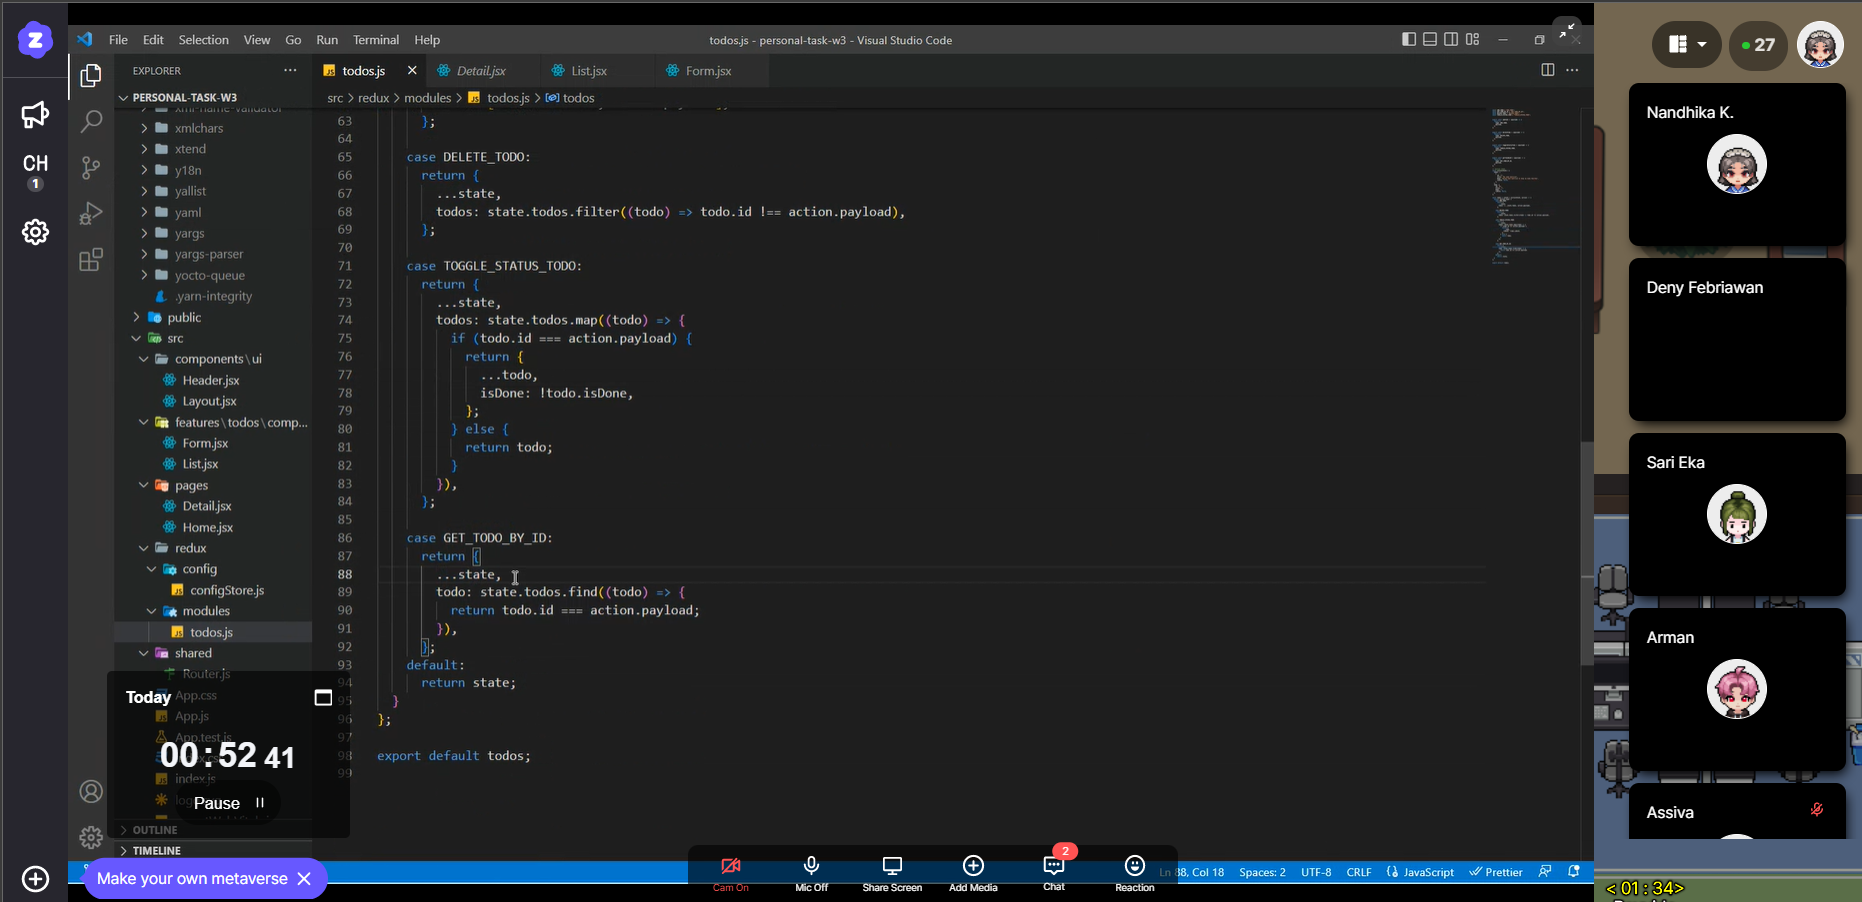 File Edit Selection View Go Run Terminal Help
todos.js - personal-task-w3 - Visual Studio Code
27
CH
1
EXPLORER
PERSONAL-TASK-W3
xml-name-validator
xmlchars
xtend
y18n
yallist
yaml
yargs
yargs-parser
yocto-queue
.yarn-integrity
public
src
components\ui
Header.jsx
Layout.jsx
features\todos\comp...
Form.jsx
List.jsx
pages
Detail.jsx
Home.jsx
redux
config
configStore.js
modules
todos.js
shared
Router.js
App.css
App.js
App.test.js
index.js
Today
00:52 41
Pause
OUTLINE
TIMELINE
Make your own metaverse
todos.js Detail.jsx List.jsx Form.jsx
src > redux > modules > todos.js > todos
63 };
64
65 case DELETE_TODO:
66 return {
67 ...state,
68 todos: state.todos.filter((todo) => todo.id !== action.payload),
69 };
70
71 case TOGGLE_STATUS_TODO:
72 return {
73 ...state,
74 todos: state.todos.map((todo) => {
75 if (todo.id === action.payload) {
76 return {
77 ...todo,
78 isDone: !todo.isDone,
79 };
80 } else {
81 return todo;
82 }
83 }),
84 };
85
86 case GET_TODO_BY_ID:
87 return {
88 ...state,
89 todo: state.todos.find((todo) => {
90 return todo.id === action.payload;
91 }),
92 };
93 default:
94 return state;
95 }
96 };
97
98 export default todos;
99
Cam On
Mic Off
Share Screen
Add Media
2
Chat
Reaction
Ln 88, Col 18 Spaces: 2 UTF-8 CRLF JavaScript Prettier
Nandhika K.
Deny Febriawan
Sari Eka
Arman
Assiva
<01:34>